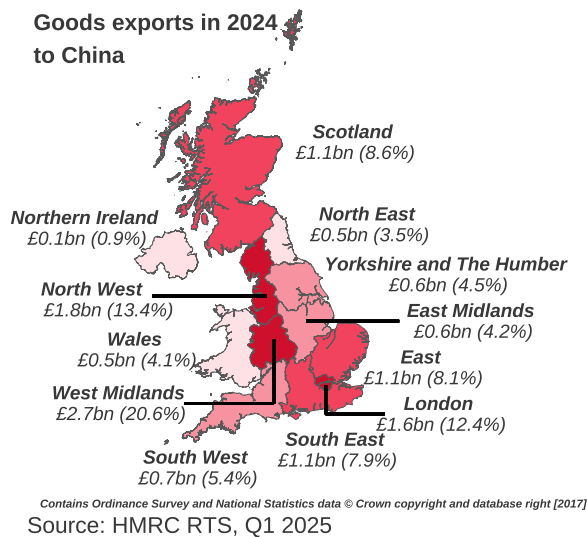 Goods exports in 2024
to China
Scotland
£1.1bn (8.6%)
Northern Ireland
£0.1bn (0.9%)
North East
£0.5bn (3.5%)
Yorkshire and The Humber
£0.6bn (4.5%)
North West
£1.8bn (13.4%)
East Midlands
£0.6bn (4.2%)
Wales
£0.5bn (4.1%)
East
£1.1bn (8.1%)
West Midlands
£2.7bn (20.6%)
London
£1.6bn (12.4%)
South East
£1.1bn (7.9%)
South West
£0.7bn (5.4%)
Contains Ordinance Survey and National Statistics data © Crown copyright and database right [2017]
Source: HMRC RTS, Q1 2025